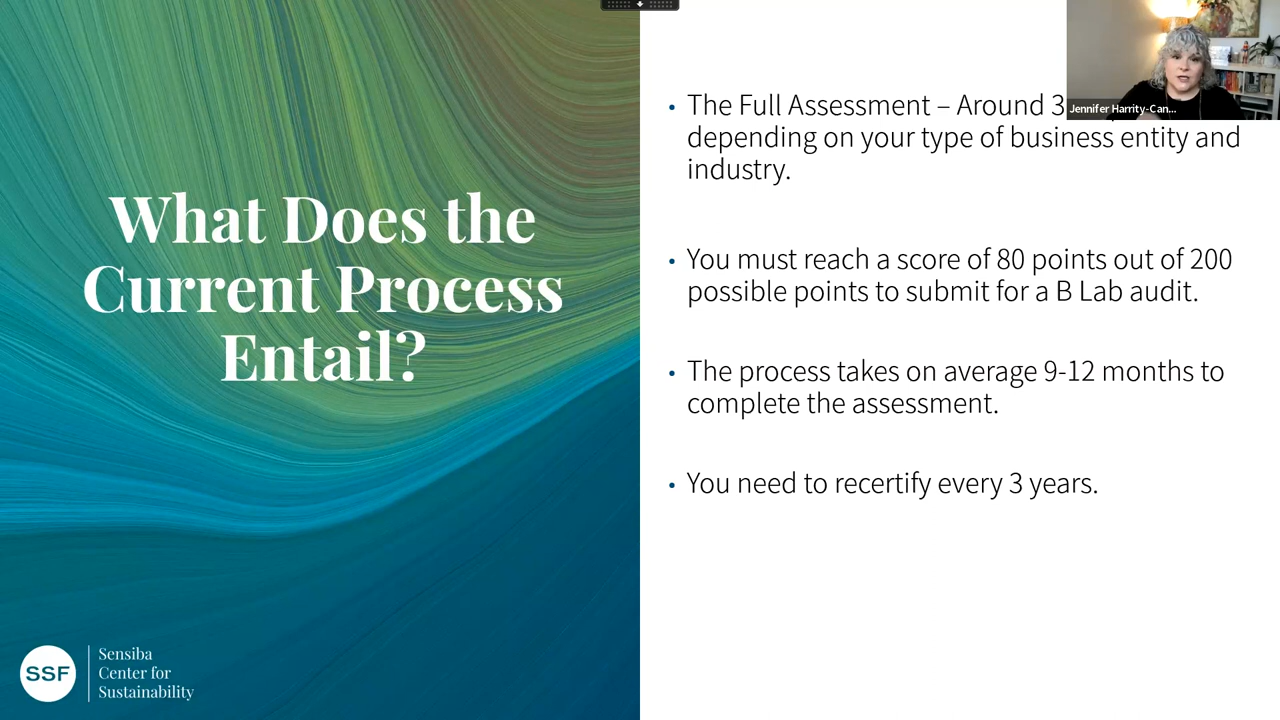 What Does the
Current Process
Entail?
SSF
Sensiba
Center for
Sustainability
• The Full Assessment – Around 3
depending on your type of business entity and
industry.
• You must reach a score of 80 points out of 200
possible points to submit for a B Lab audit.
• The process takes on average 9-12 months to
complete the assessment.
• You need to recertify every 3 years.
Jennifer Harrity-Can...